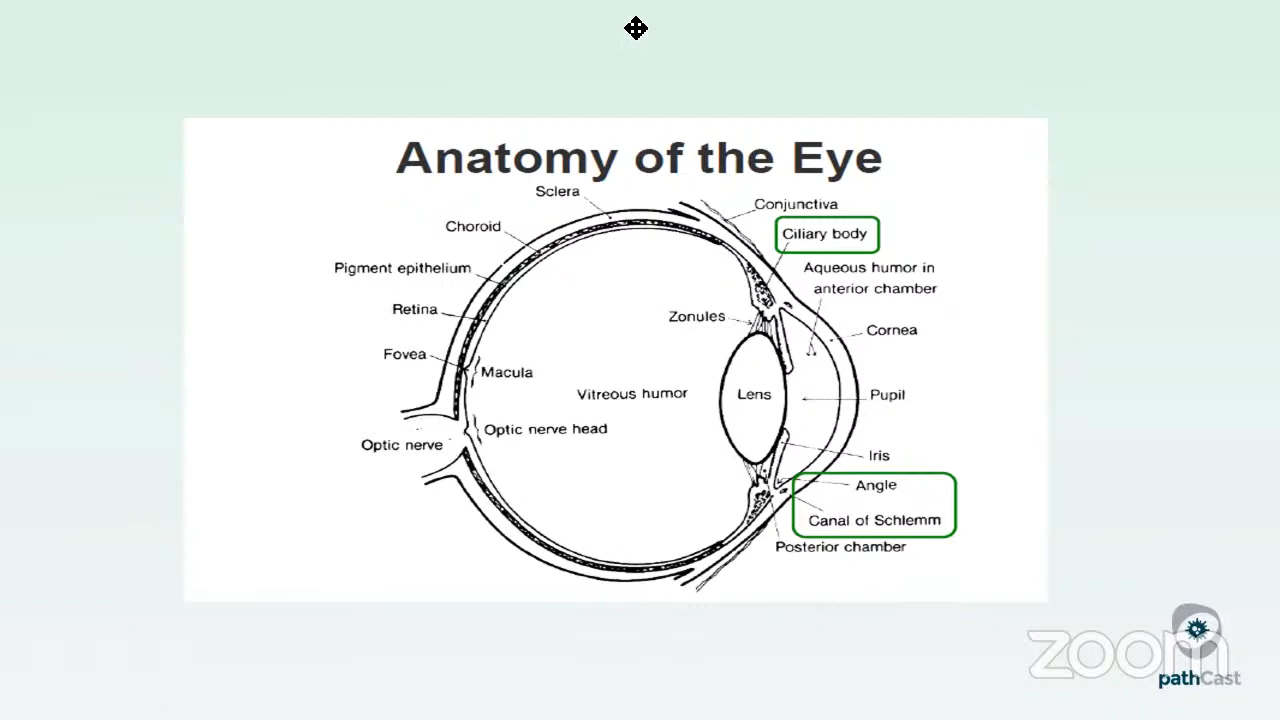 Anatomy of the Eye
Sclera
Conjunctiva
Choroid
Ciliary body
Pigment epithelium
Aqueous humor in
anterior chamber
Retina
Zonules
Cornea
Fovea
Macula
Vitreous humor
Lens
Pupil
Optic nerve head
Optic nerve
Iris
Angle
Canal of Schlemm
Posterior chamber
zoom
pathCast